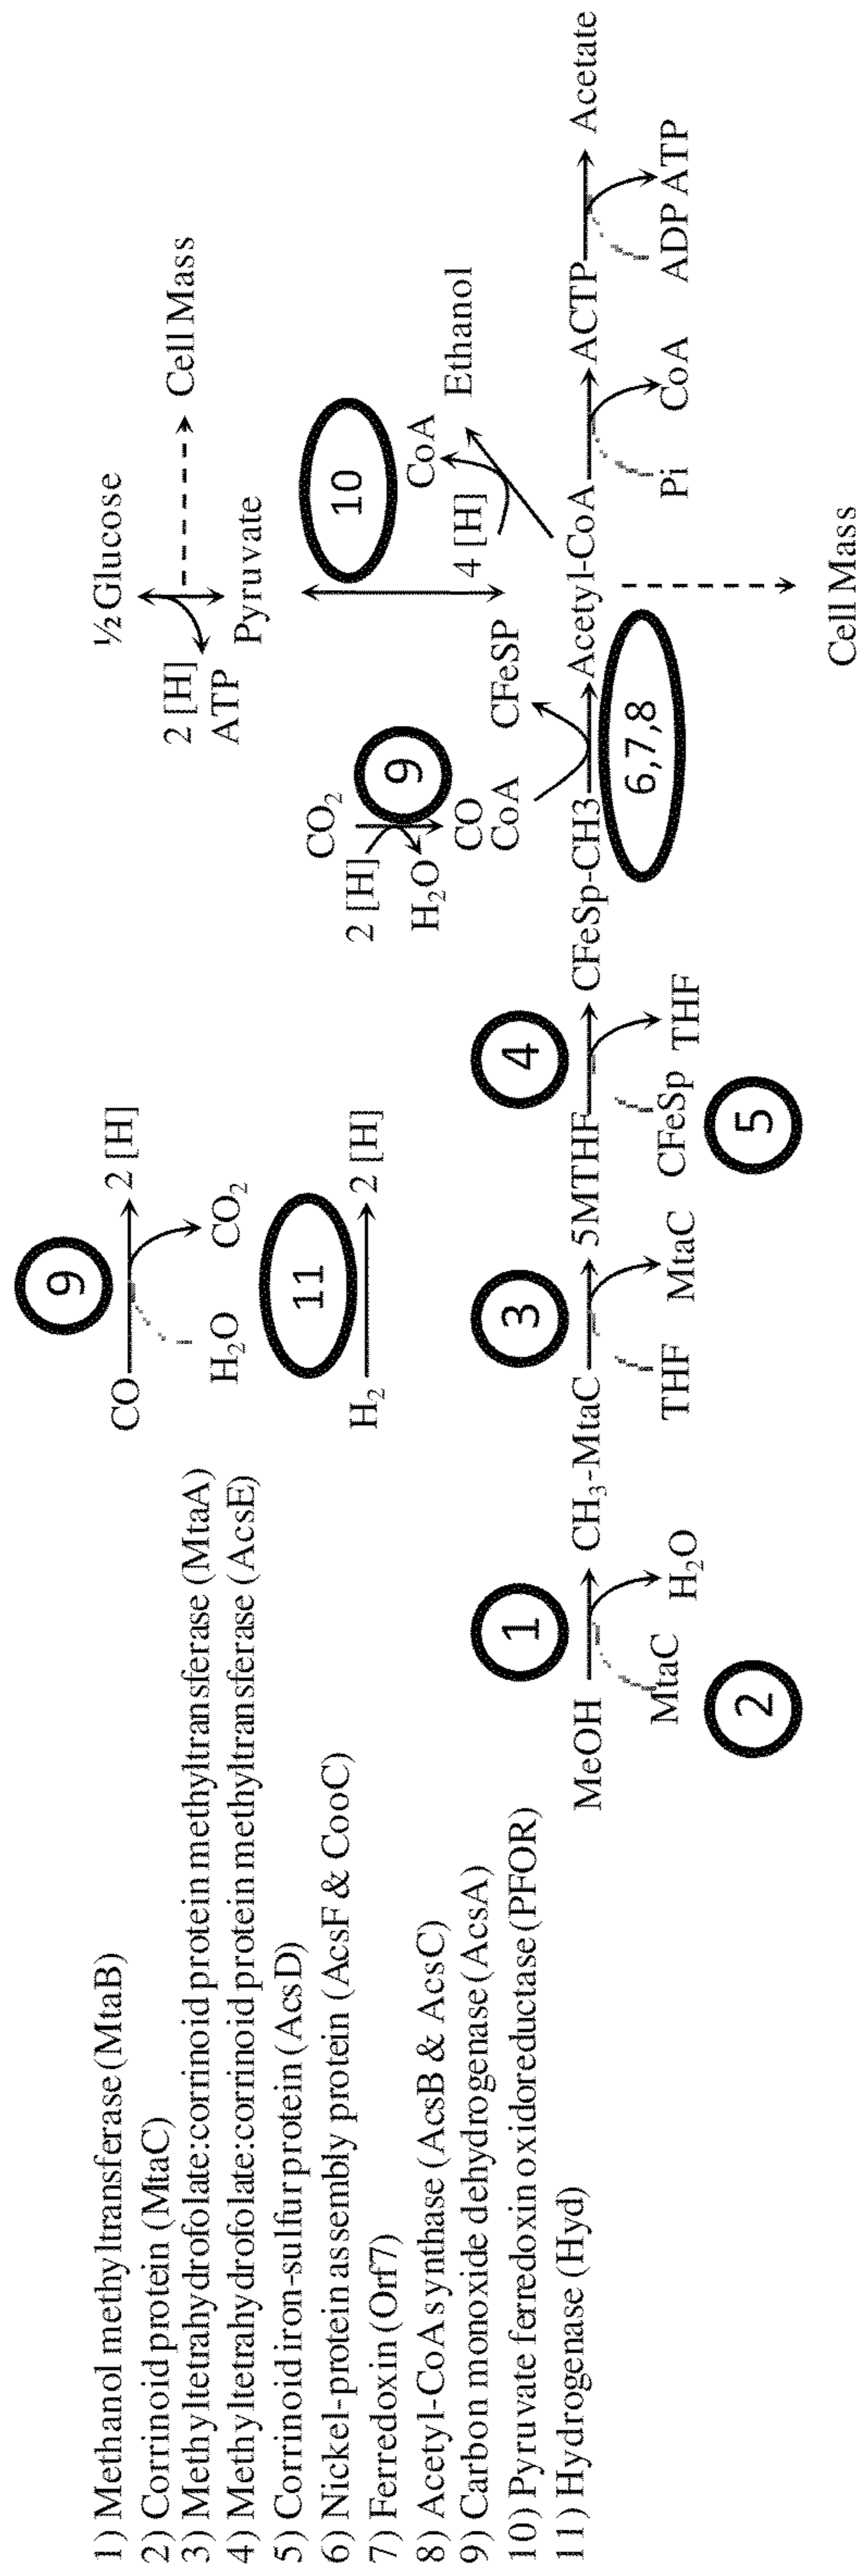 1) Methanol methyltransferase (MtaB)
2) Corrinoid protein (MtaC)
3) Methyltetrahydrofolate:corrinoid protein methyltransferase (MtaA)
4) Methyltetrahydrofolate:corrinoid protein methyltransferase (AcsE)
5) Corrinoid iron-sulfur protein (AcsD)
6) Nickel-protein assembly protein (AcsF & CooC)
7) Ferredoxin (Orf7)
8) Acetyl-CoA synthase (AcsB & AcsC)
9) Carbon monoxide dehydrogenase (AcsA)
10) Pyruvate ferredoxin oxidoreductase (PFOR)
11) Hydrogenase (Hyd)
9
CO 2 [H]
H₂O CO₂
11
H₂ 2 [H]
½ Glucose
2 [H]
ATP
Cell Mass
Pyruvate
10
CO₂
2 [H]
9
H₂O
CO
CoA CFeSP
4 [H] CoA
Ethanol
1 3 4
MeOH CH₃-MtaC 5MTHF CFeSp-CH3 Acetyl-CoA ACTP Acetate
MtaC H₂O THF MtaC CFeSp THF Pi CoA ADP ATP
2 5 6,7,8
Cell Mass